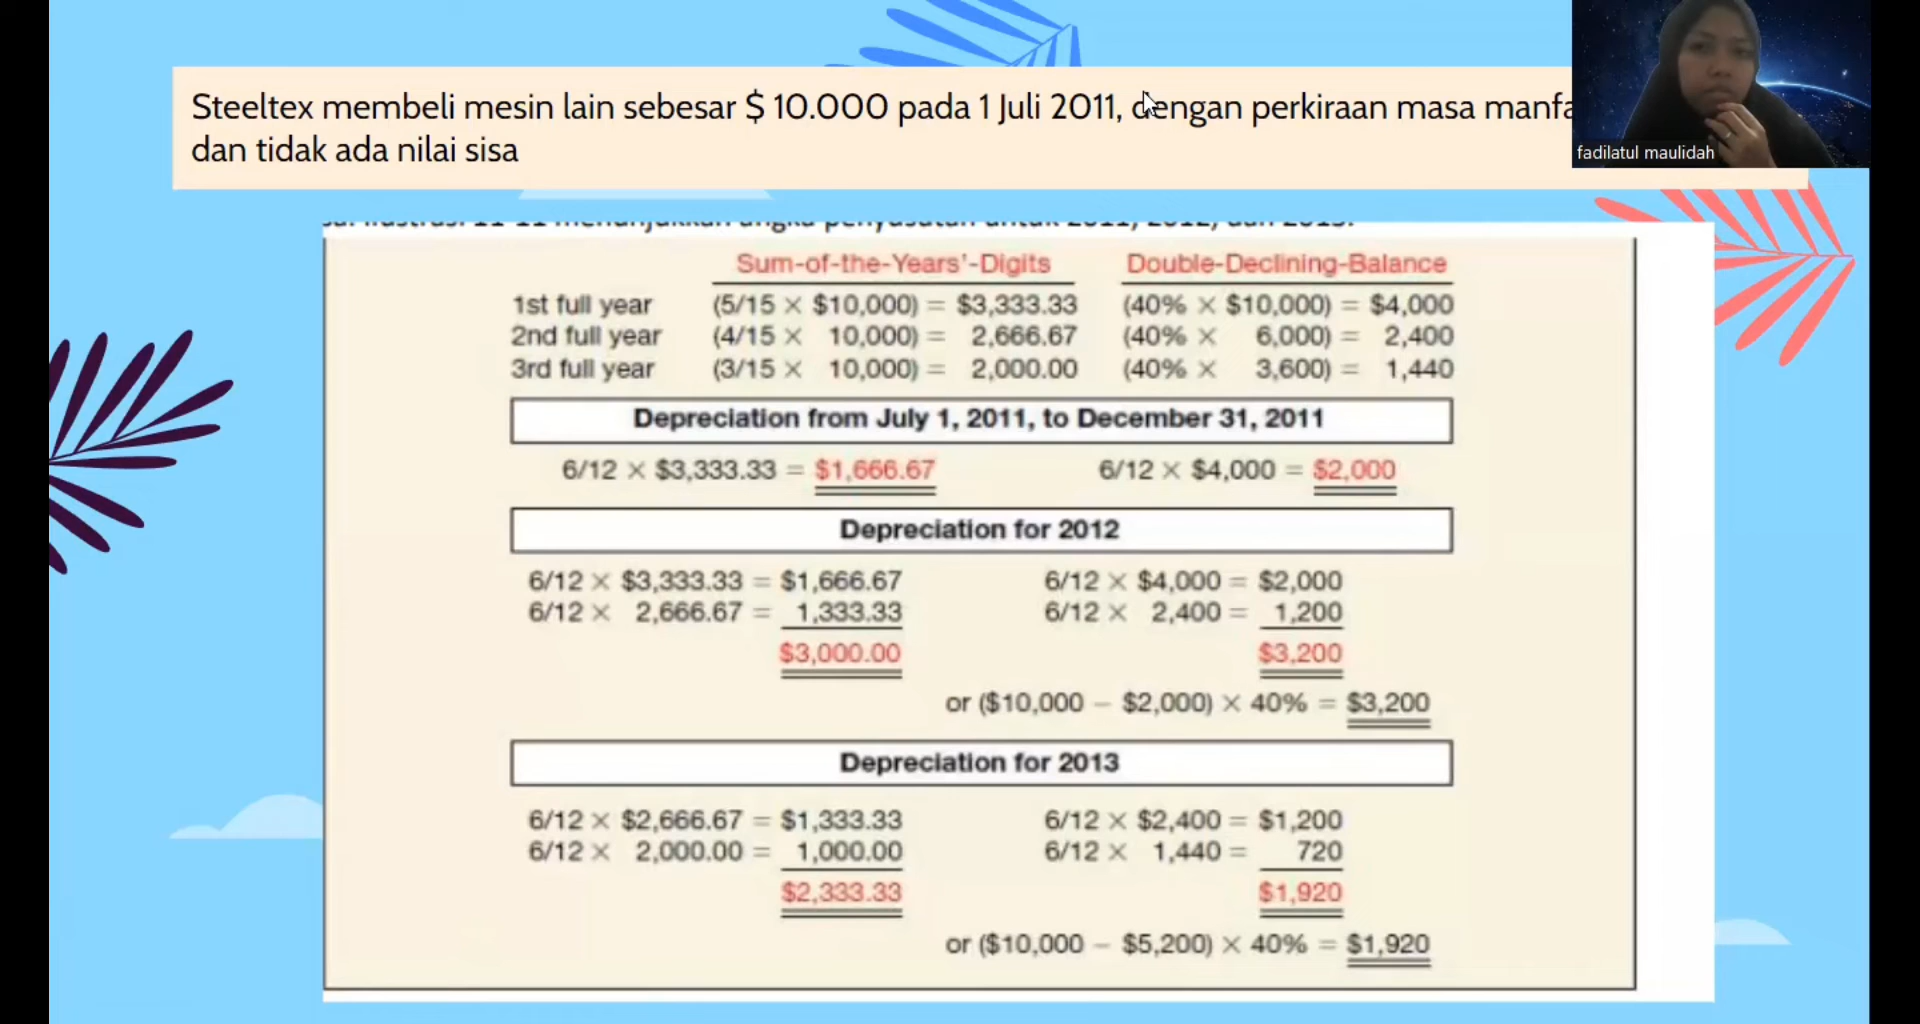 Steeltex membeli mesin lain sebesar $ 10.000 pada 1 Juli 2011, dengan perkiraan masa
dan tidak ada nilai sisa
fadilatul maulidah
menunjukkan angka penyusutan untuk 2011, 2012, dan 2013.
Sum-of-the-Years'-Digits Double-Declining-Balance
1st full year (5/15 × $10,000) = $3,333.33 (40% × $10,000) = $4,000
2nd full year (4/15 × 10,000) = 2,666.67 (40% × 6,000) = 2,400
3rd full year (3/15 × 10,000) = 2,000.00 (40% × 3,600) = 1,440
Depreciation from July 1, 2011, to December 31, 2011
6/12 × $3,333.33 = $1,666.67 6/12 × $4,000 = $2,000
Depreciation for 2012
6/12 × $3,333.33 = $1,666.67 6/12 × $4,000 = $2,000
6/12 × 2,666.67 = 1,333.33 6/12 × 2,400 = 1,200
$3,000.00 $3,200
or ($10,000 − $2,000) × 40% = $3,200
Depreciation for 2013
6/12 × $2,666.67 = $1,333.33 6/12 × $2,400 = $1,200
6/12 × 2,000.00 = 1,000.00 6/12 × 1,440 = 720
$2,333.33 $1,920
or ($10,000 − $5,200) × 40% = $1,920